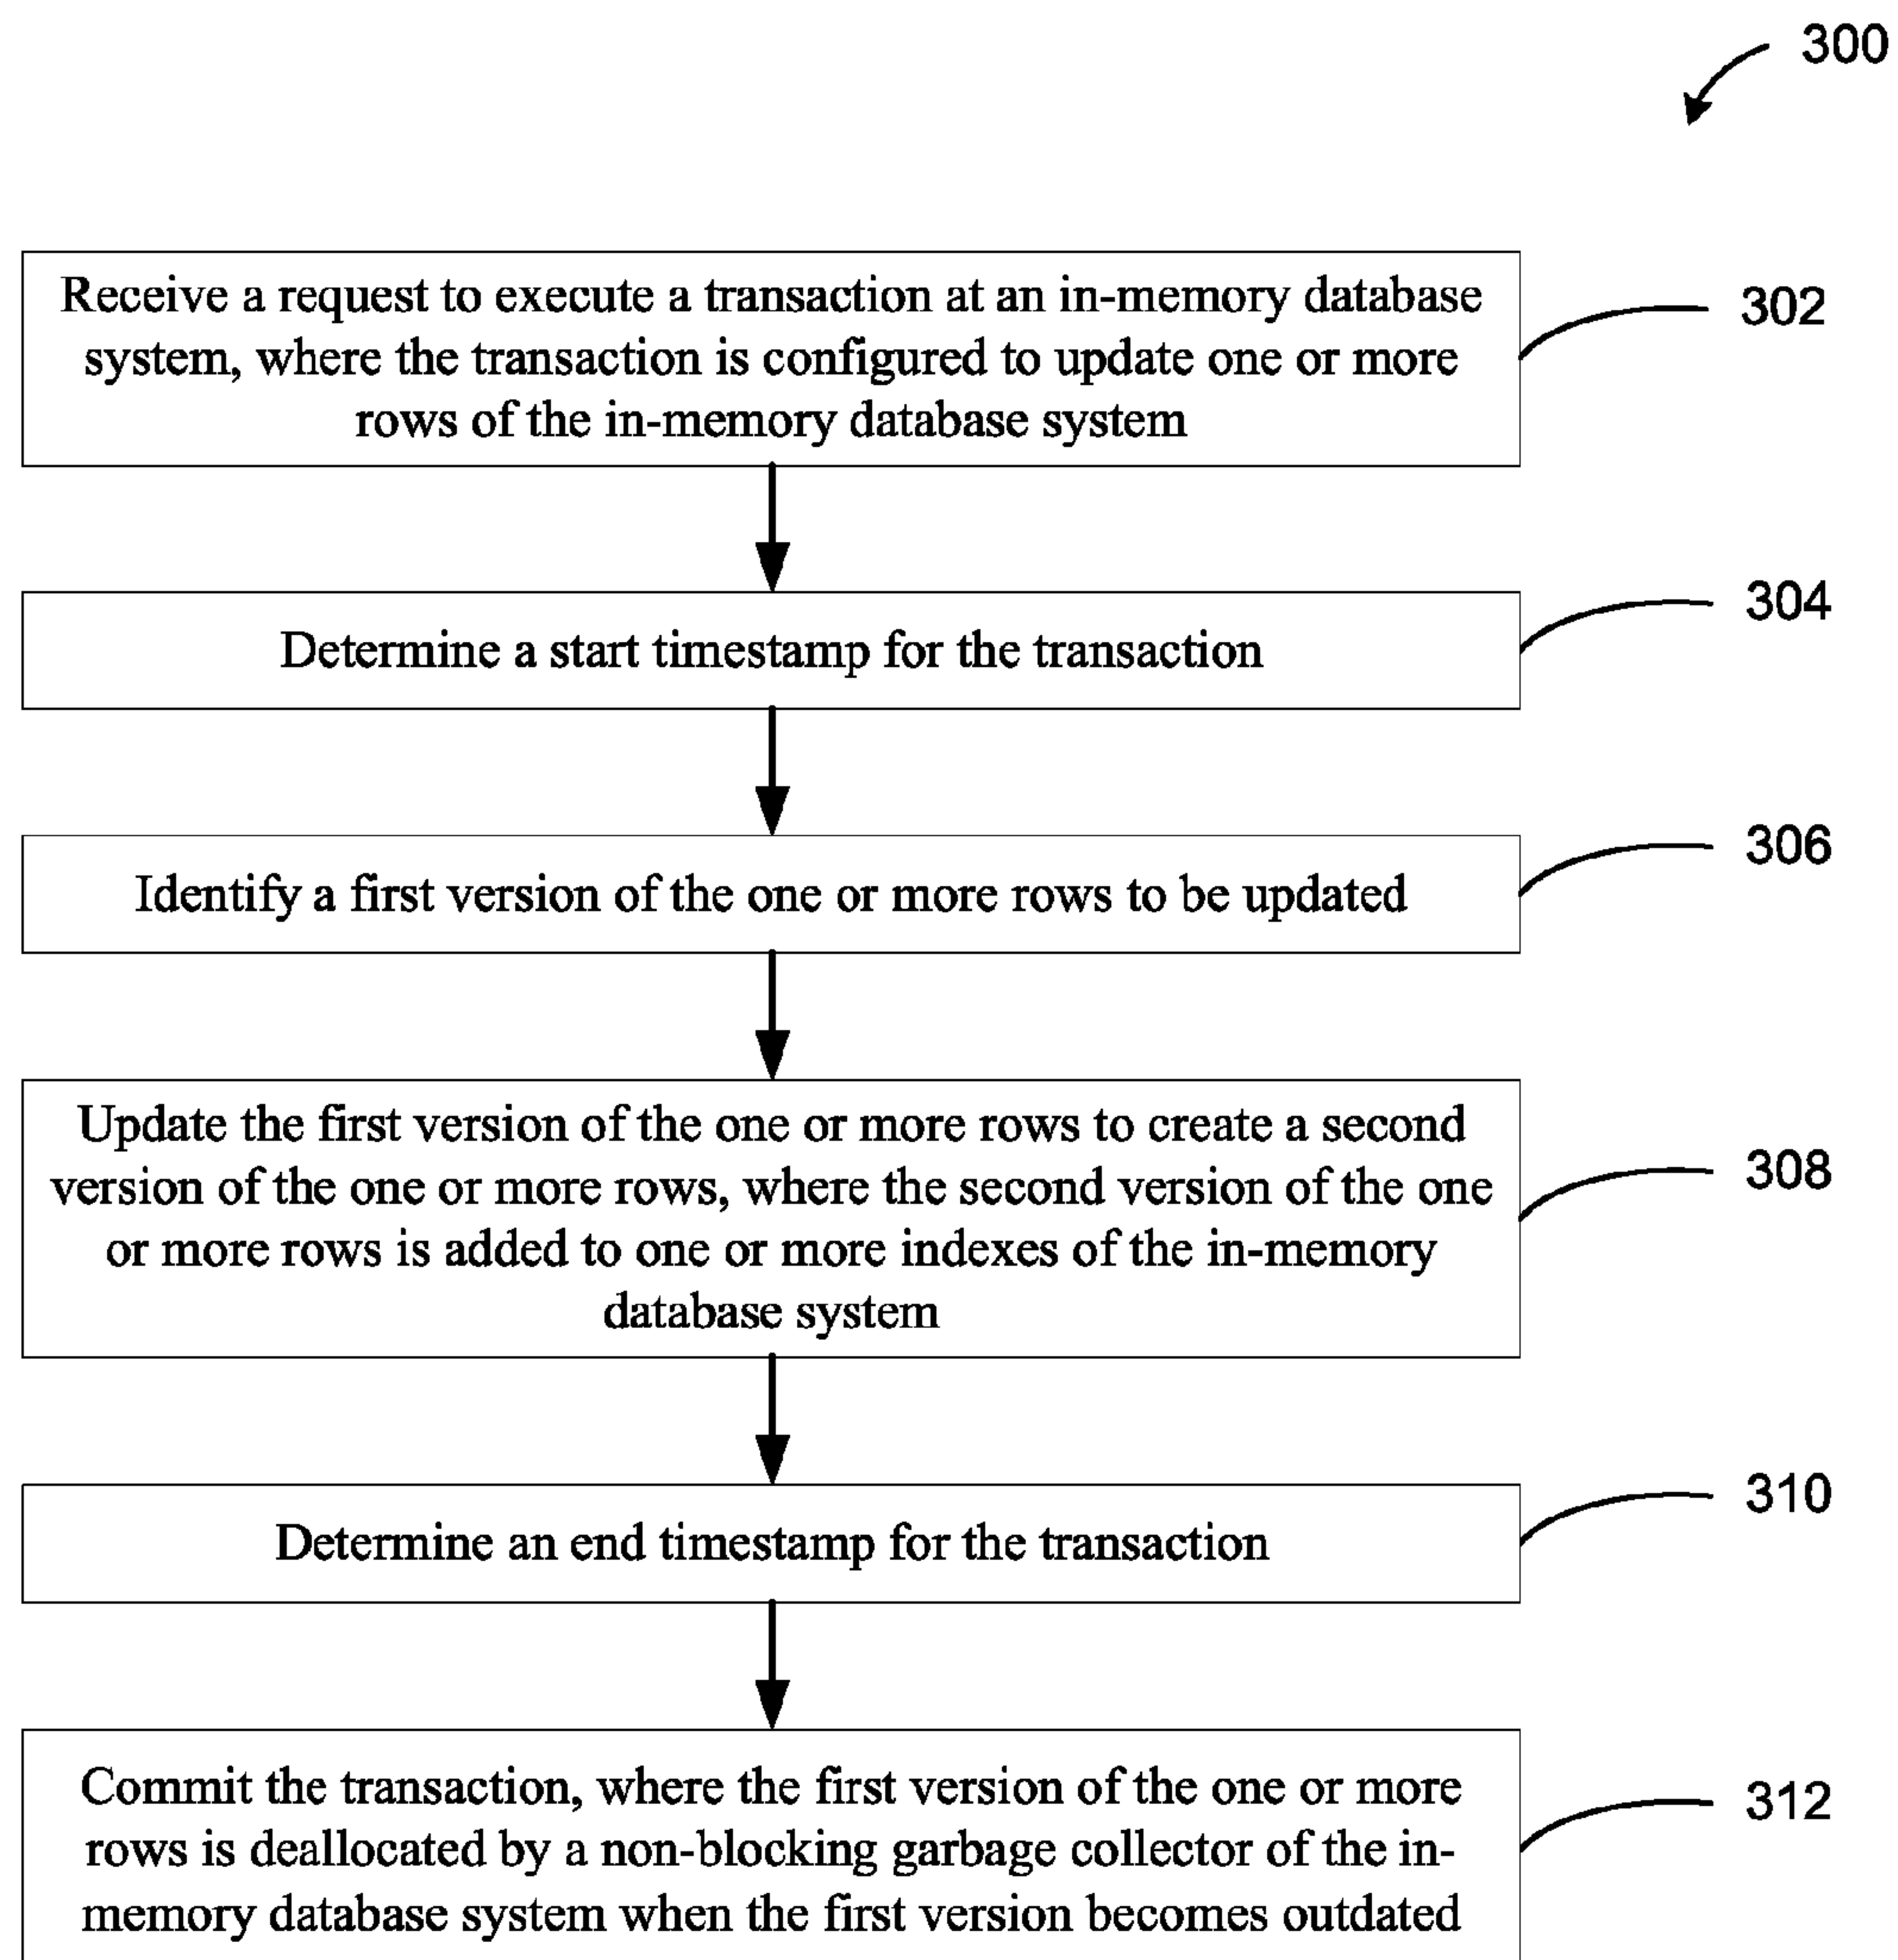 300
Receive a request to execute a transaction at an in-memory database
system, where the transaction is configured to update one or more
rows of the in-memory database system
302
Determine a start timestamp for the transaction
304
Identify a first version of the one or more rows to be updated
306
Update the first version of the one or more rows to create a second
version of the one or more rows, where the second version of the one
or more rows is added to one or more indexes of the in-memory
database system
308
Determine an end timestamp for the transaction
310
Commit the transaction, where the first version of the one or more
rows is deallocated by a non-blocking garbage collector of the in-
memory database system when the first version becomes outdated
312